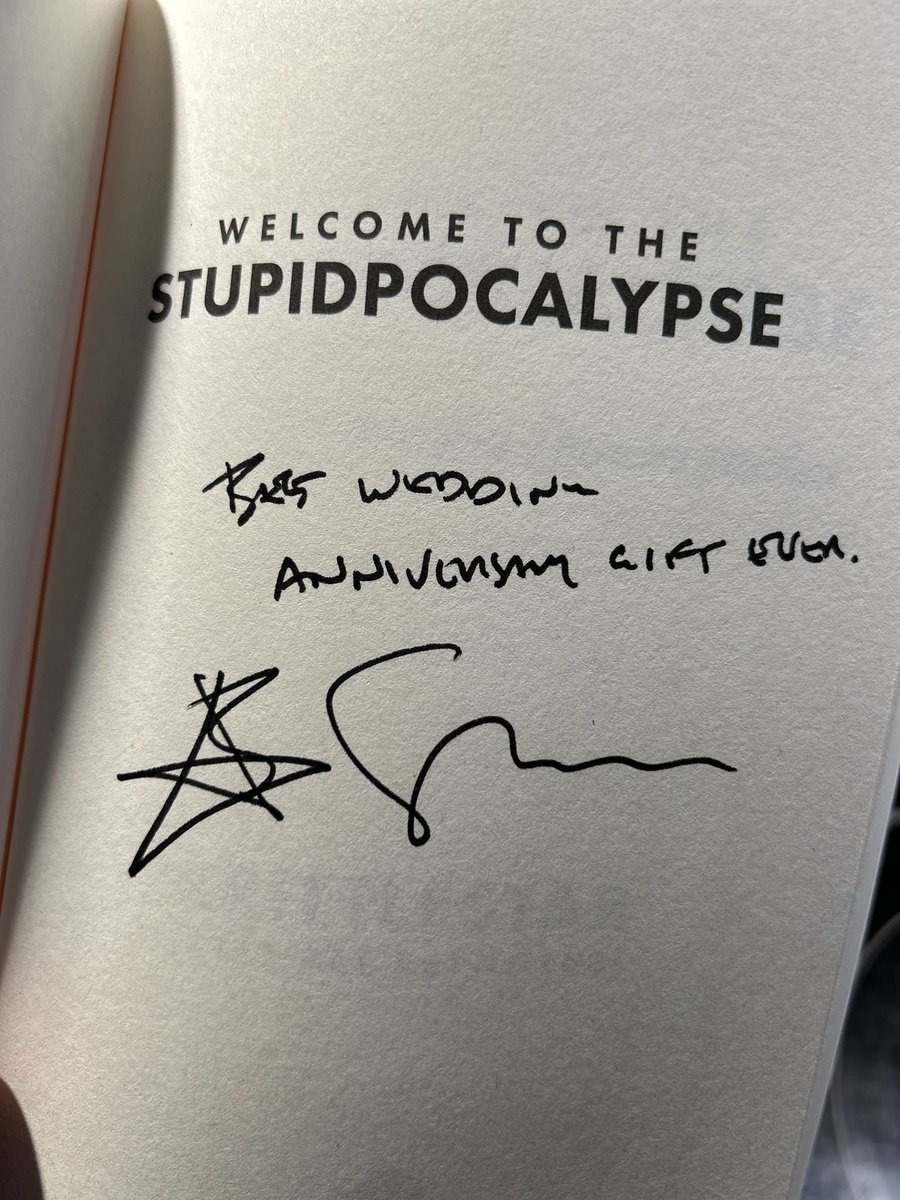 WELCOME TO THE
STUPIDPOCALYPSE
BEST WEDDING
ANNIVERSARY GIFT EVER.